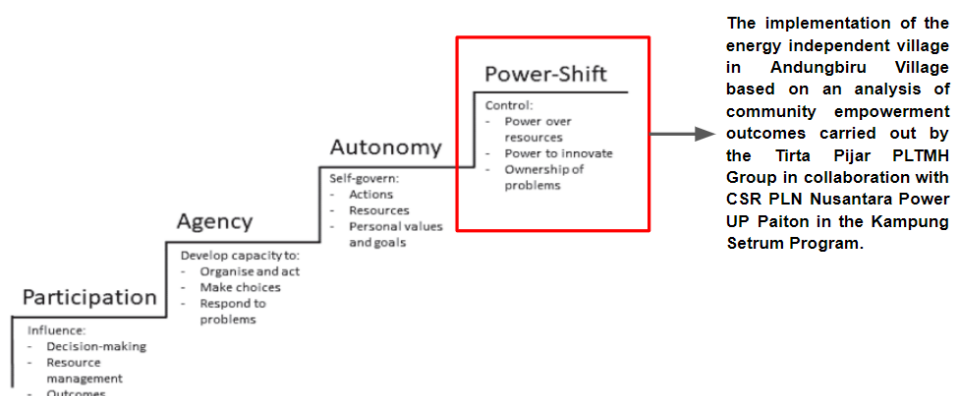 The implementation of the
energy independent village
in Andungbiru Village
based on an analysis of
community empowerment
outcomes carried out by
the Tirta Pijar PLTMH
Group in collaboration with
CSR PLN Nusantara Power
UP Paiton in the Kampung
Setrum Program.
Power-Shift
Control:
- Power over
resources
- Power to innovate
- Ownership of
problems
Autonomy
Self-govern:
- Actions
- Resources
- Personal values
and goals
Agency
Develop capacity to:
- Organise and act
- Make choices
- Respond to
problems
Participation
Influence:
- Decision-making
- Resource
management
- Outcomes